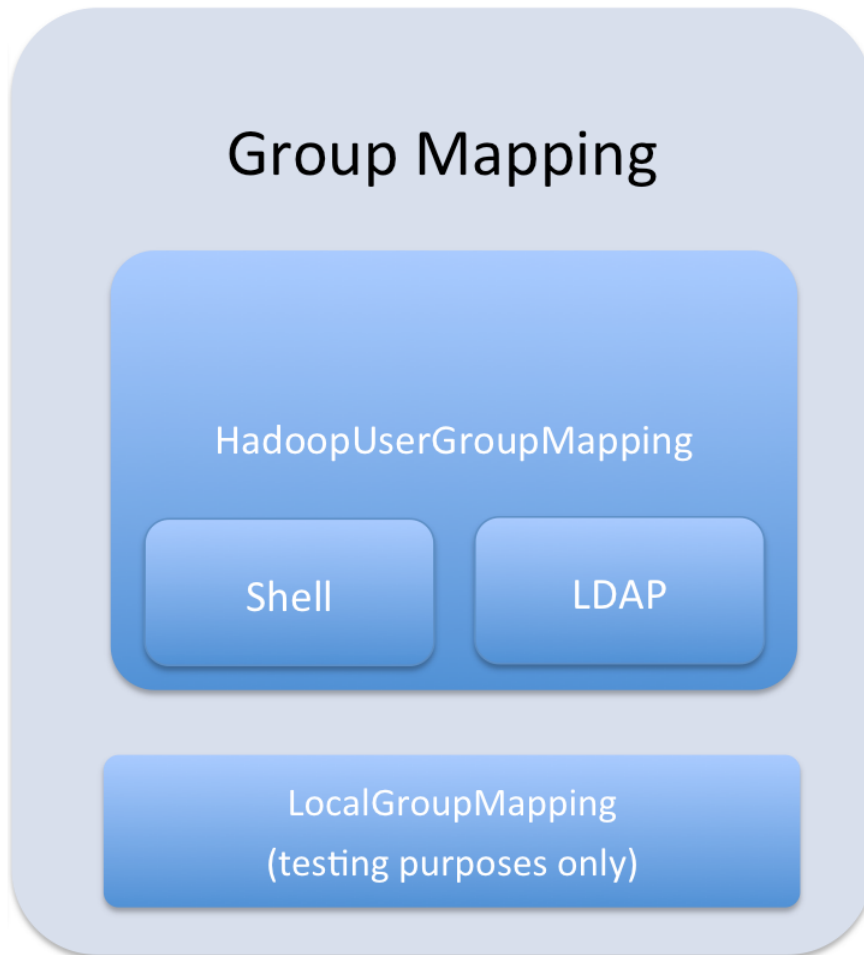 Group Mapping
HadoopUserGroupMapping
Shell
LDAP
LocalGroupMapping
(testing purposes only)